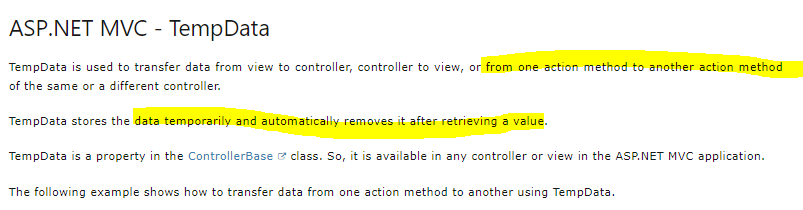 ASP.NET MVC - TempData
TempData is used to transfer data from view to controller, controller to view, or from one action method to another action method
of the same or a different controller.
TempData stores the data temporarily and automatically removes it after retrieving a value.
TempData is a property in the ControllerBase class. So, it is available in any controller or view in the ASP.NET MVC application.
The following example shows how to transfer data from one action method to another using TempData.